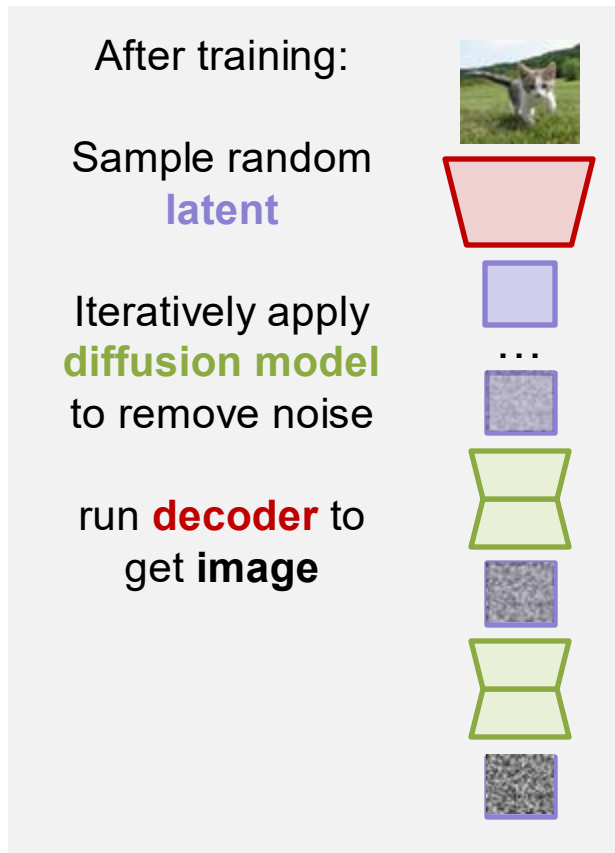 After training:
Sample random
latent
Iteratively apply
diffusion model
to remove noise
run decoder to
get image
...